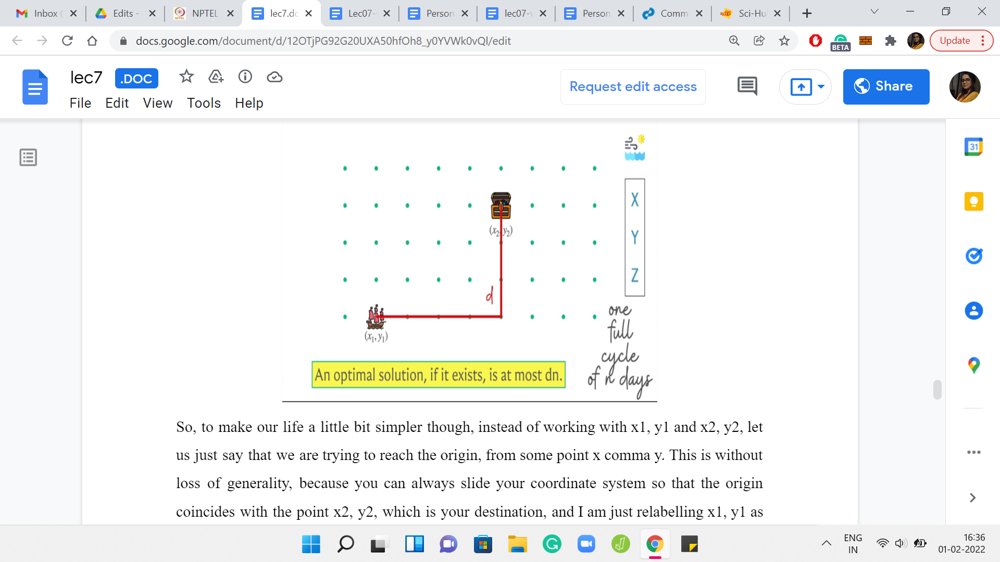 Inbox (
Edits -
NPTEL
lec7.dc
Lec07-
Person
lec07-v
Person
Comm
Sci-Hu
docs.google.com/document/d/12OTjPG92G20UXA50hfOh8_y0YVWk0vQl/edit
BETA
Update
lec7
.DOC
Request edit access
Share
File Edit View Tools Help
31
X
(x2, y2)
Y
Z
d
(x1, y1)
one
full
cycle
of n days
An optimal solution, if it exists, is at most dn.
So, to make our life a little bit simpler though, instead of working with x1, y1 and x2, y2, let
us just say that we are trying to reach the origin, from some point x comma y. This is without
loss of generality, because you can always slide your coordinate system so that the origin
coincides with the point x2, y2, which is your destination, and I am just relabelling x1, y1 as
ENG
IN
16:36
01-02-2022